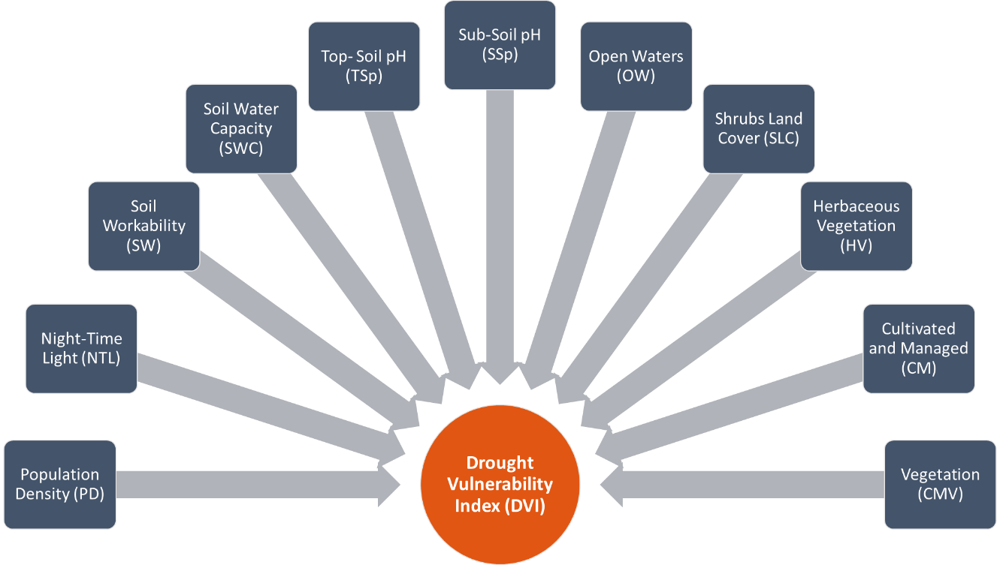 Sub-Soil pH
(SSp)
Top- Soil pH
(TSp)
Open Waters
(OW)
Soil Water
Capacity
(SWC)
Shrubs Land
Cover (SLC)
Soil
Workability
(SW)
Herbaceous
Vegetation
(HV)
Night-Time
Light (NTL)
Cultivated
and Managed
(CM)
Population
Density (PD)
Drought
Vulnerability
Index (DVI)
Vegetation
(CMV)